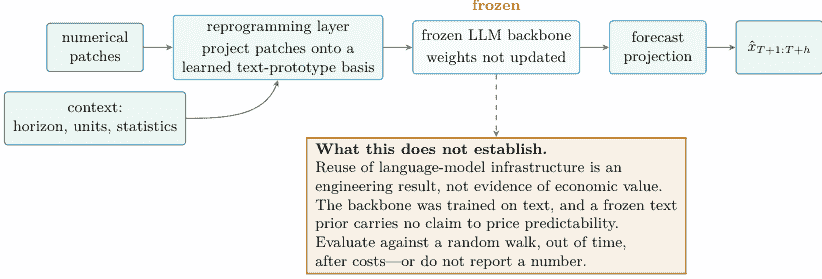 frozen
numerical
patches
reprogramming layer
project patches onto a
learned text-prototype basis
frozen LLM backbone
weights not updated
forecast
projection
x̂_{T+1:T+h}
context:
horizon, units, statistics
What this does not establish.
Reuse of language-model infrastructure is an
engineering result, not evidence of economic value.
The backbone was trained on text, and a frozen text
prior carries no claim to price predictability.
Evaluate against a random walk, out of time,
after costs—or do not report a number.